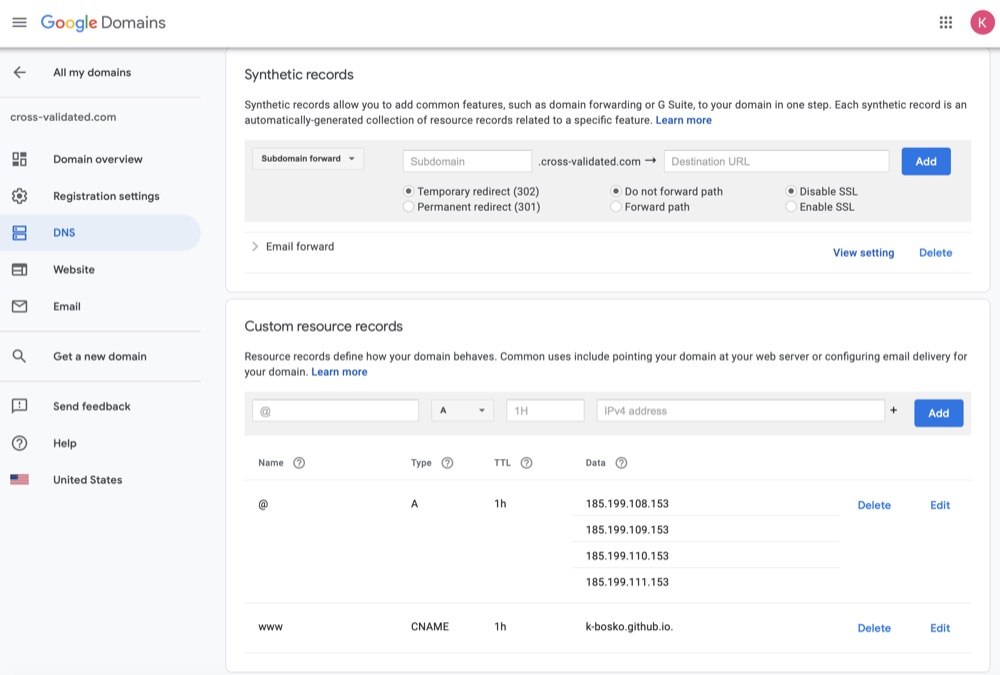 Google Domains
K
All my domains
cross-validated.com
Domain overview
Registration settings
DNS
Website
Email
Get a new domain
Send feedback
Help
United States
Synthetic records
Synthetic records allow you to add common features, such as domain forwarding or G Suite, to your domain in one step. Each synthetic record is an
automatically-generated collection of resource records related to a specific feature. Learn more
Subdomain forward Subdomain .cross-validated.com → Destination URL Add
Temporary redirect (302) Do not forward path Disable SSL
Permanent redirect (301) Forward path Enable SSL
Email forward View setting Delete
Custom resource records
Resource records define how your domain behaves. Common uses include pointing your domain at your web server or configuring email delivery for
your domain. Learn more
@ A 1H IPv4 address + Add
Name ? Type ? TTL ? Data ?
@ A 1h 185.199.108.153 Delete Edit
185.199.109.153
185.199.110.153
185.199.111.153
www CNAME 1h k-bosko.github.io. Delete Edit